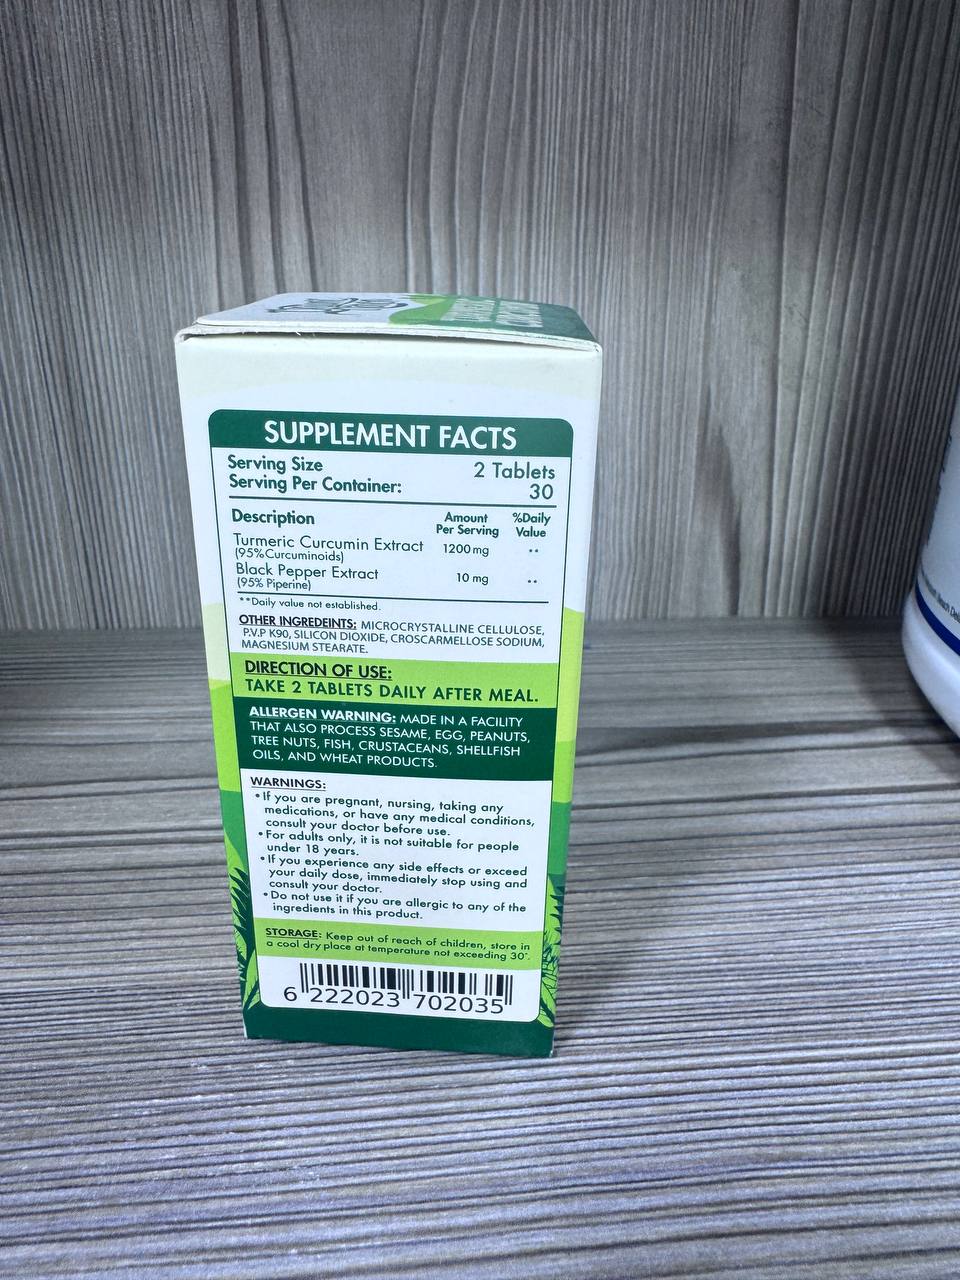 SUPPLEMENT FACTS
Serving Size 2 Tablets
Serving Per Container: 30
Description Amount Per Serving %Daily Value
Turmeric Curcumin Extract 1200 mg **
(95%Curcuminoids)
Black Pepper Extract 10 mg **
(95% Piperine)
**Daily value not established.
OTHER INGREDEINTS: MICROCRYSTALLINE CELLULOSE,
P.V.P K90, SILICON DIOXIDE, CROSCARMELLOSE SODIUM,
MAGNESIUM STEARATE.
DIRECTION OF USE:
TAKE 2 TABLETS DAILY AFTER MEAL.
ALLERGEN WARNING: MADE IN A FACILITY
THAT ALSO PROCESS SESAME, EGG, PEANUTS,
TREE NUTS, FISH, CRUSTACEANS, SHELLFISH
OILS, AND WHEAT PRODUCTS.
WARNINGS:
•If you are pregnant, nursing, taking any
medications, or have any medical conditions,
consult your doctor before use.
•For adults only, it is not suitable for people
under 18 years.
•If you experience any side effects or exceed
your daily dose, immediately stop using and
consult your doctor.
•Do not use it if you are allergic to any of the
ingredients in this product.
STORAGE: Keep out of reach of children, store in
a cool dry place at temperature not exceeding 30°.
6 222023 702035